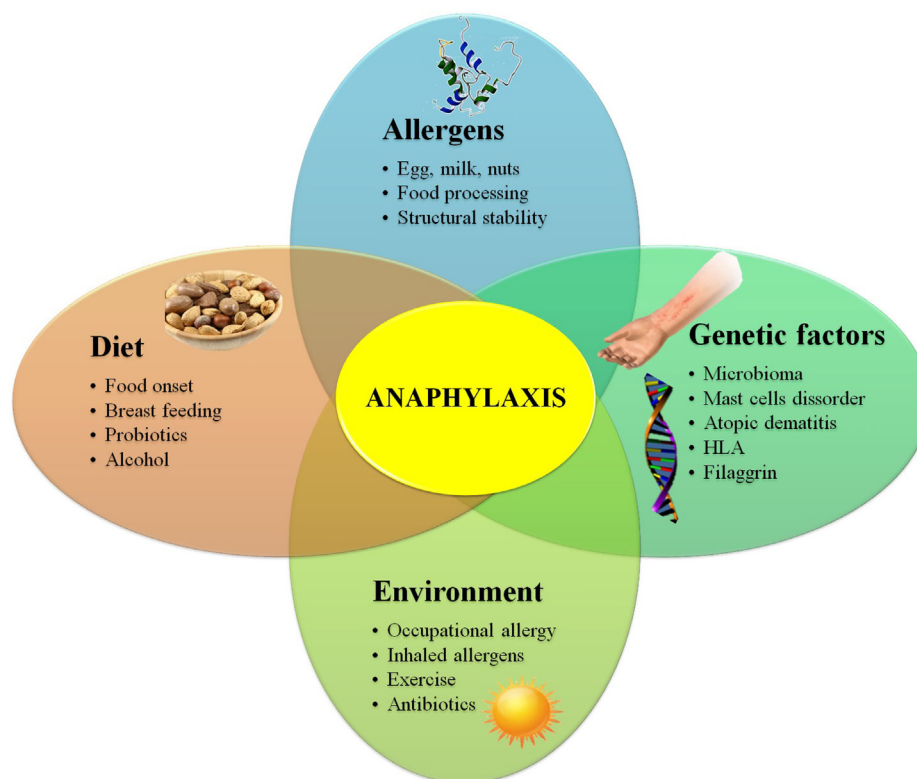 Allergens
• Egg, milk, nuts
• Food processing
• Structural stability
Diet
• Food onset
• Breast feeding
• Probiotics
• Alcohol
ANAPHYLAXIS
Genetic factors
• Microbioma
• Mast cells dissorder
• Atopic dematitis
• HLA
• Filaggrin
Environment
• Occupational allergy
• Inhaled allergens
• Exercise
• Antibiotics